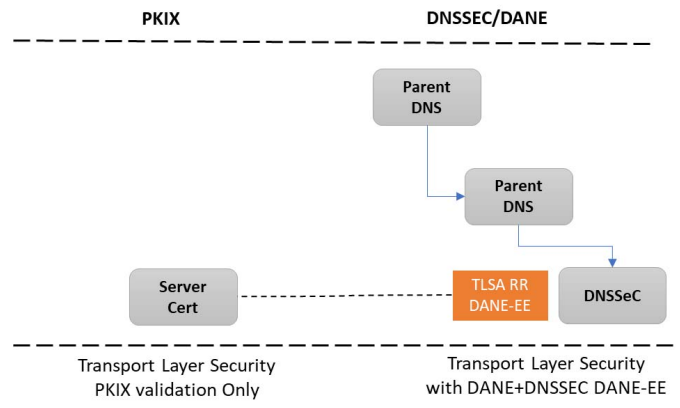 PKIX
DNSSEC/DANE
Parent
DNS
Parent
DNS
Server
Cert
TLSA RR
DANE-EE
DNSSeC
Transport Layer Security
PKIX validation Only
Transport Layer Security
with DANE+DNSSEC DANE-EE